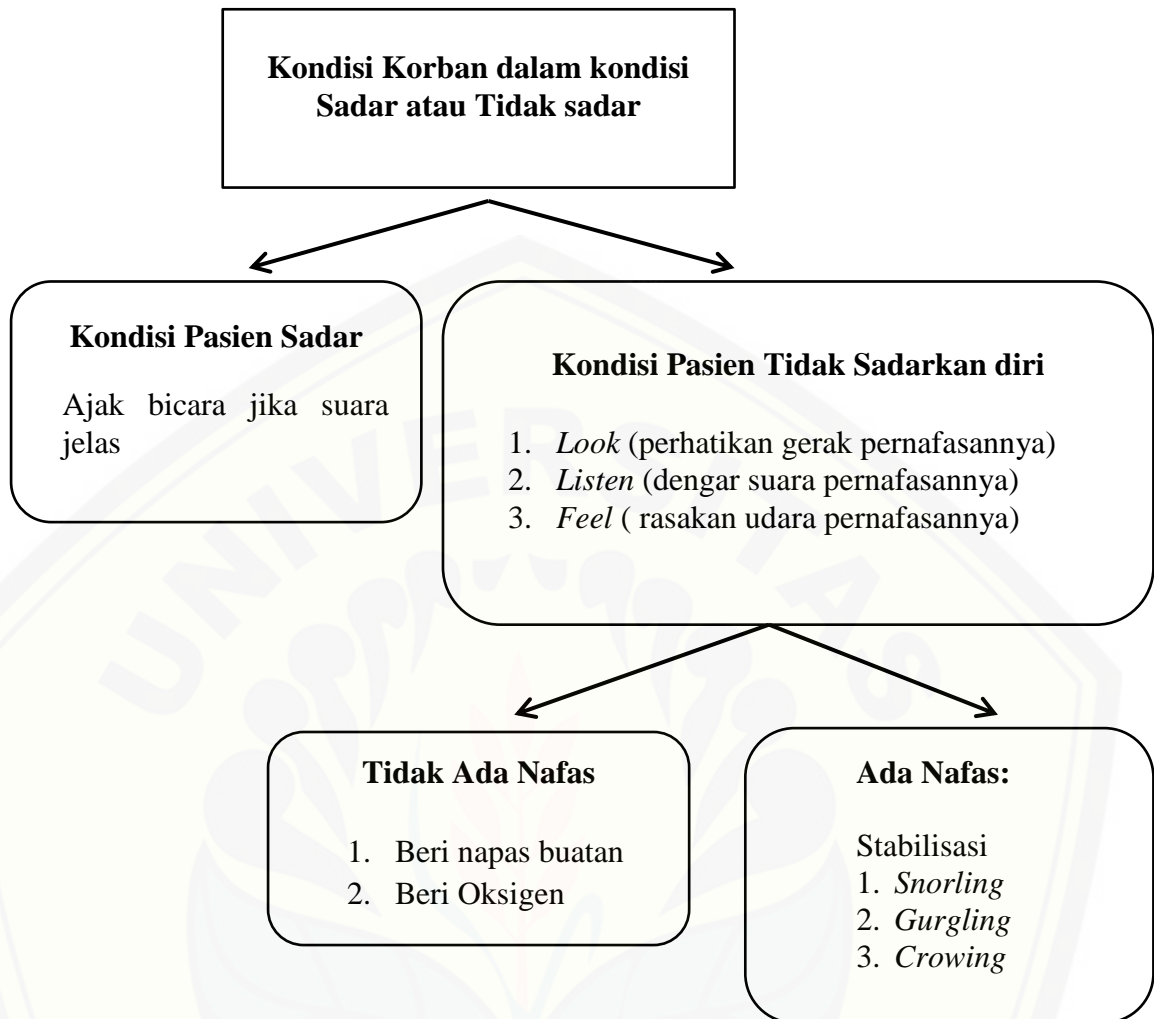 Kondisi Korban dalam kondisi
Sadar atau Tidak sadar
Kondisi Pasien Sadar
Ajak bicara jika suara
jelas
Kondisi Pasien Tidak Sadarkan diri
1. Look (perhatikan gerak pernafasannya)
2. Listen (dengar suara pernafasannya)
3. Feel ( rasakan udara pernafasannya)
UNIVERSITAS
Tidak Ada Nafas
1. Beri napas buatan
2. Beri Oksigen
Ada Nafas:
Stabilisasi
1. Snorling
2. Gurgling
3. Crowing